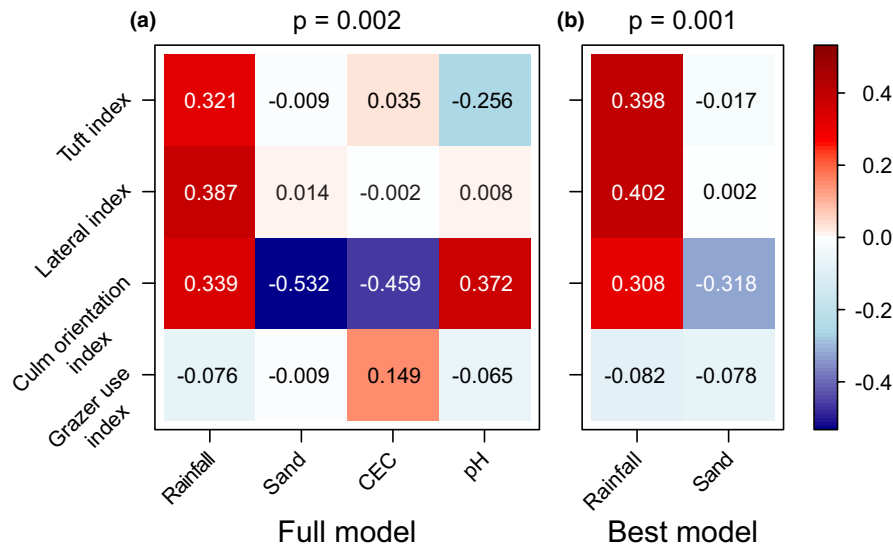 (a) p = 0.002 (b) p = 0.001
Tuft index 0.321 -0.009 0.035 -0.256 0.398 -0.017 0.4
Lateral index 0.387 0.014 -0.002 0.008 0.402 0.002 0.2
0.0
Culm orientation
index 0.339 -0.532 -0.459 0.372 0.308 -0.318 -0.2
Grazer use
index -0.076 -0.009 0.149 -0.065 -0.082 -0.078 -0.4
Rainfall Sand CEC pH Rainfall Sand
Full model Best model